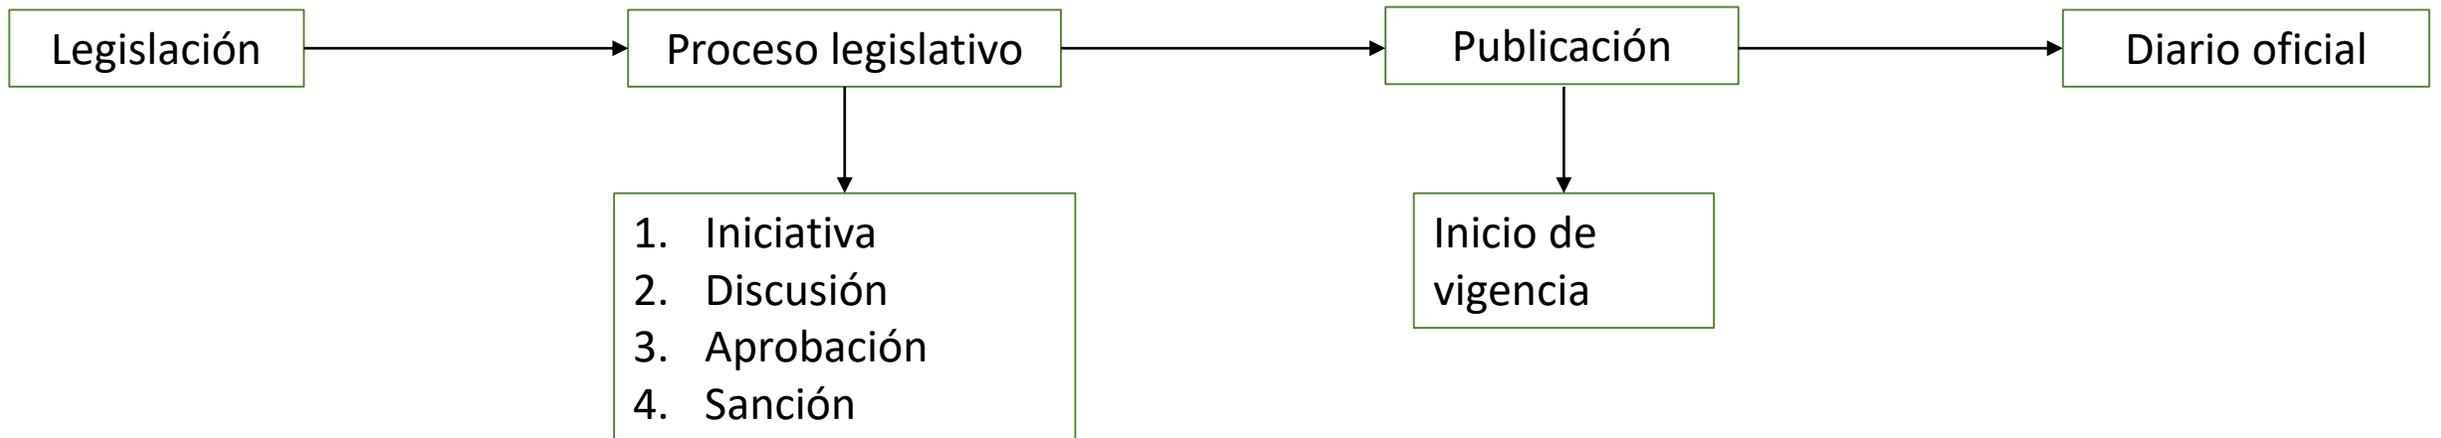 Legislación
Proceso legislativo
Publicación
Diario oficial
1. Iniciativa
2. Discusión
3. Aprobación
4. Sanción
Inicio de
vigencia